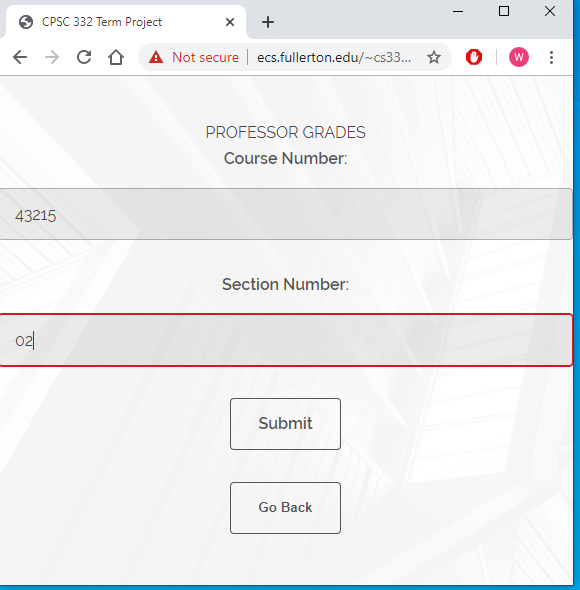 CPSC 332 Term Project
Not secure | ecs.fullerton.edu/~cs33...
W
PROFESSOR GRADES
Course Number:
43215
Section Number:
02
Submit
Go Back